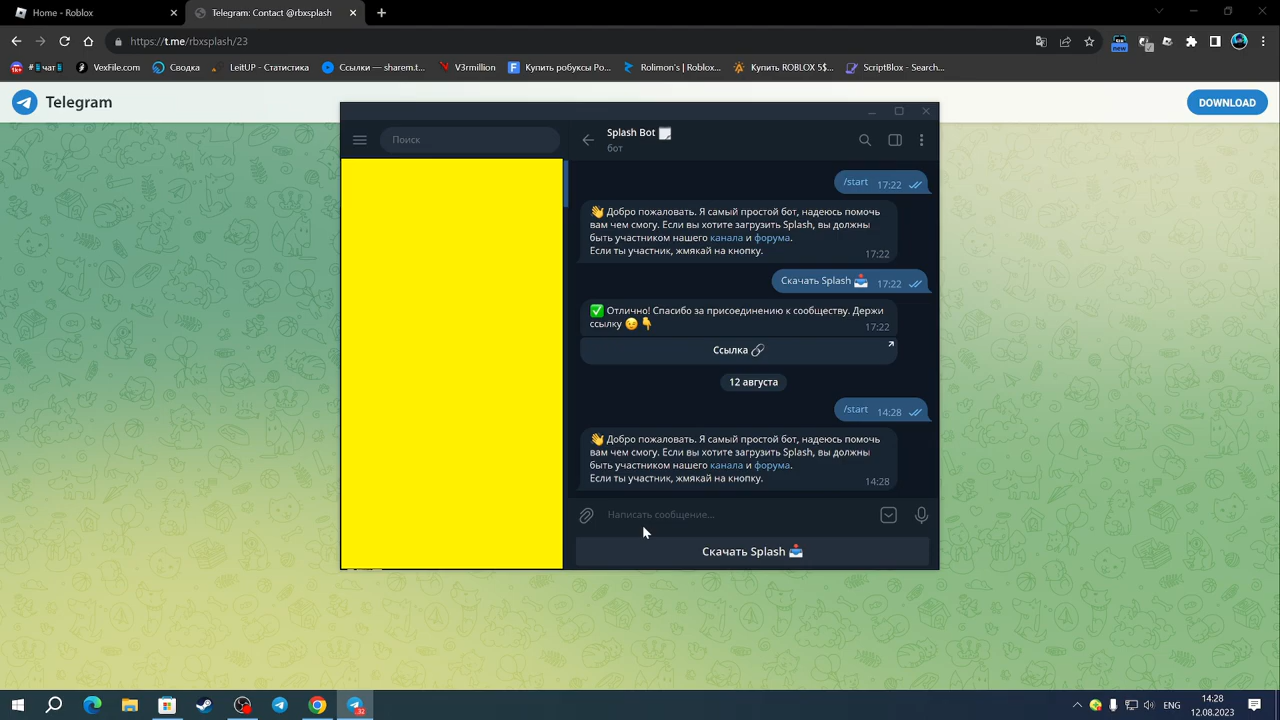 Home - Roblox
Telegram: Contact @rbxsplash
https://t.me/rbxsplash/23
new
1k+
чат
VexFile.com
Сводка
LeitUP - Статистика
Ссылки — sharem.t...
V3rmillion
Купить робуксы Ро...
Rolimon's | Roblox...
Купить ROBLOX 5$...
ScriptBlox - Search...
Telegram
DOWNLOAD
Поиск
Splash Bot
бот
/start 17:22
👋 Добро пожаловать. Я самый простой бот, надеюсь помочь
вам чем смогу. Если вы хотите загрузить Splash, вы должны
быть участником нашего канала и форума.
Если ты участник, жмякай на кнопку.
17:22
Скачать Splash 📥 17:22
✅ Отлично! Спасибо за присоединению к сообществу. Держи
ссылку 😉👇
17:22
Ссылка 🔗
12 августа
/start 14:28
👋 Добро пожаловать. Я самый простой бот, надеюсь помочь
вам чем смогу. Если вы хотите загрузить Splash, вы должны
быть участником нашего канала и форума.
Если ты участник, жмякай на кнопку.
14:28
Написать сообщение...
Скачать Splash 📥
32
ENG
14:28
12.08.2023